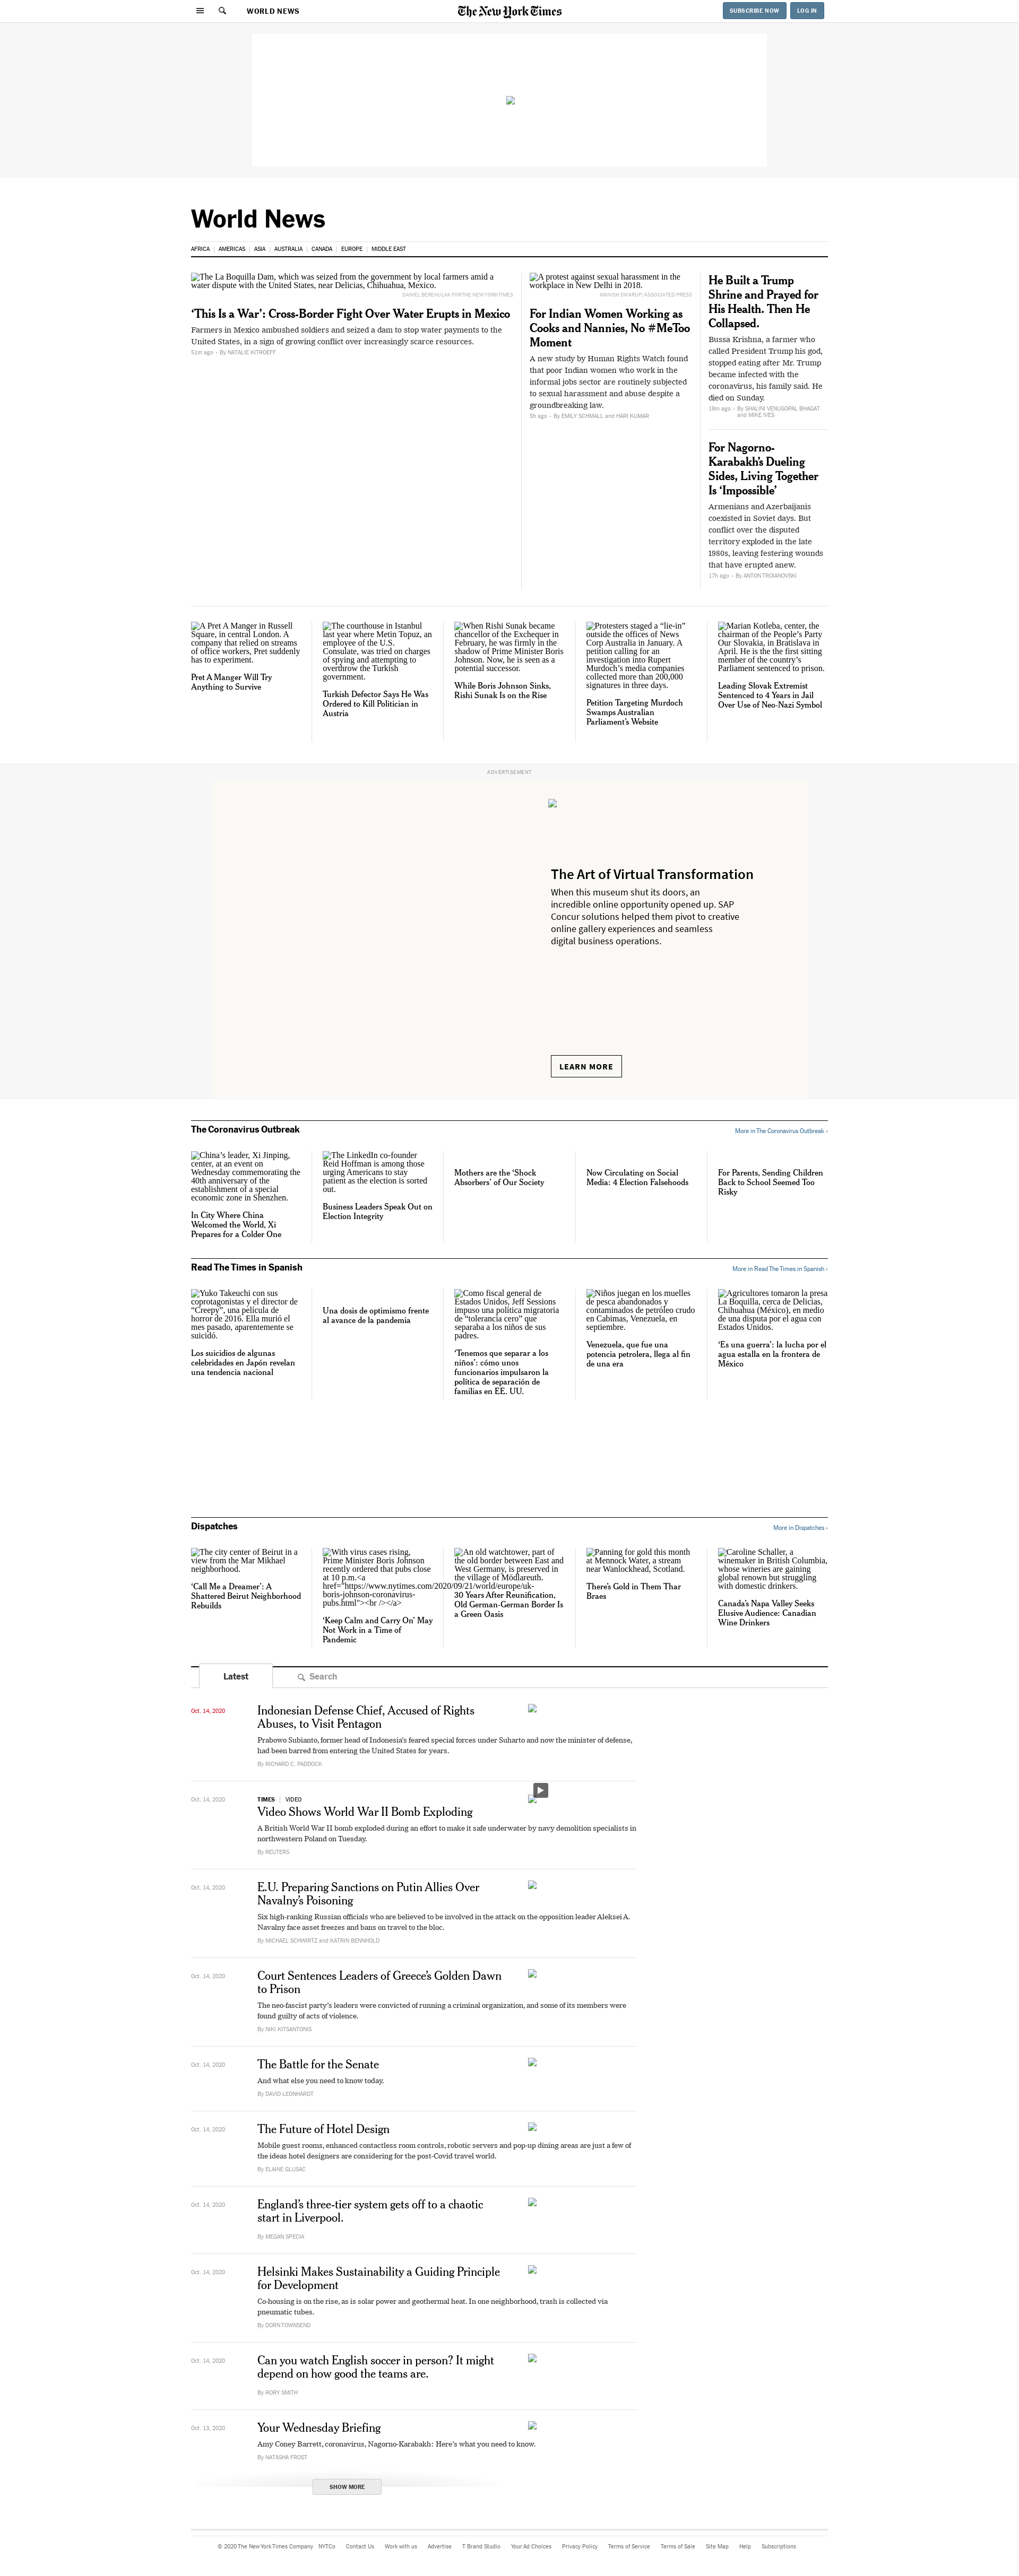 WORLD NEWS
The New York Times
SUBSCRIBE NOW
LOG IN
World News
AFRICA | AMERICAS | ASIA | AUSTRALIA | CANADA | EUROPE | MIDDLE EAST
The La Boquilla Dam, which was seized from the government by local farmers amid a
water dispute with the United States, near Delicias, Chihuahua, Mexico.
DANIEL BEREHULAK FOR THE NEW YORK TIMES
‘This Is a War’: Cross-Border Fight Over Water Erupts in Mexico
Farmers in Mexico ambushed soldiers and seized a dam to stop water payments to the
United States, in a sign of growing conflict over increasingly scarce resources.
51m ago • By NATALIE KITROEFF
A protest against sexual harassment in the
workplace in New Delhi in 2018.
MANISH SWARUP/ASSOCIATED PRESS
For Indian Women Working as
Cooks and Nannies, No #MeToo
Moment
A new study by Human Rights Watch found
that poor Indian women who work in the
informal jobs sector are routinely subjected
to sexual harassment and abuse despite a
groundbreaking law.
5h ago • By EMILY SCHMALL and HARI KUMAR
He Built a Trump
Shrine and Prayed for
His Health. Then He
Collapsed.
Bussa Krishna, a farmer who
called President Trump his god,
stopped eating after Mr. Trump
became infected with the
coronavirus, his family said. He
died on Sunday.
18m ago • By SHALINI VENUGOPAL BHAGAT
and MIKE IVES
For Nagorno-
Karabakh’s Dueling
Sides, Living Together
Is ‘Impossible’
Armenians and Azerbaijanis
coexisted in Soviet days. But
conflict over the disputed
territory exploded in the late
1980s, leaving festering wounds
that have erupted anew.
17h ago • By ANTON TROIANOVSKI
A Pret A Manger in Russell
Square, in central London. A
company that relied on streams
of office workers, Pret suddenly
has to experiment.
Pret A Manger Will Try
Anything to Survive
The courthouse in Istanbul
last year where Metin Topuz, an
employee of the U.S.
Consulate, was tried on charges
of spying and attempting to
overthrow the Turkish
government.
Turkish Defector Says He Was
Ordered to Kill Politician in
Austria
When Rishi Sunak became
chancellor of the Exchequer in
February, he was firmly in the
shadow of Prime Minister Boris
Johnson. Now, he is seen as a
potential successor.
While Boris Johnson Sinks,
Rishi Sunak Is on the Rise
Protesters staged a “lie-in”
outside the offices of News
Corp Australia in January. A
petition calling for an
investigation into Rupert
Murdoch’s media companies
collected more than 200,000
signatures in three days.
Petition Targeting Murdoch
Swamps Australian
Parliament’s Website
Marian Kotleba, center, the
chairman of the People’s Party
Our Slovakia, in Bratislava in
April. He is the the first sitting
member of the country’s
Parliament sentenced to prison.
Leading Slovak Extremist
Sentenced to 4 Years in Jail
Over Use of Neo-Nazi Symbol
ADVERTISEMENT
The Art of Virtual Transformation
When this museum shut its doors, an
incredible online opportunity opened up. SAP
Concur solutions helped them pivot to creative
online gallery experiences and seamless
digital business operations.
LEARN MORE
The Coronavirus Outbreak
More in The Coronavirus Outbreak ›
China’s leader, Xi Jinping,
center, at an event on
Wednesday commemorating the
40th anniversary of the
establishment of a special
economic zone in Shenzhen.
In City Where China
Welcomed the World, Xi
Prepares for a Colder One
The LinkedIn co-founder
Reid Hoffman is among those
urging Americans to stay
patient as the election is sorted
out.
Business Leaders Speak Out on
Election Integrity
Mothers are the ‘Shock
Absorbers’ of Our Society
Now Circulating on Social
Media: 4 Election Falsehoods
For Parents, Sending Children
Back to School Seemed Too
Risky
Read The Times in Spanish
More in Read The Times in Spanish ›
Yuko Takeuchi con sus
coprotagonistas y el director de
“Creepy”, una película de
horror de 2016. Ella murió el
mes pasado, aparentemente se
suicidó.
Los suicidios de algunas
celebridades en Japón revelan
una tendencia nacional
Una dosis de optimismo frente
al avance de la pandemia
Como fiscal general de
Estados Unidos, Jeff Sessions
impuso una política migratoria
de “tolerancia cero” que
separaba a los niños de sus
padres.
‘Tenemos que separar a los
niños’: cómo unos
funcionarios impulsaron la
política de separación de
familias en EE. UU.
Niños juegan en los muelles
de pesca abandonados y
contaminados de petróleo crudo
en Cabimas, Venezuela, en
septiembre.
Venezuela, que fue una
potencia petrolera, llega al fin
de una era
Agricultores tomaron la presa
La Boquilla, cerca de Delicias,
Chihuahua (México), en medio
de una disputa por el agua con
Estados Unidos.
‘Es una guerra’: la lucha por el
agua estalla en la frontera de
México
Dispatches
More in Dispatches ›
The city center of Beirut in a
view from the Mar Mikhael
neighborhood.
‘Call Me a Dreamer’: A
Shattered Beirut Neighborhood
Rebuilds
With virus cases rising,
Prime Minister Boris Johnson
recently ordered that pubs close
at 10 p.m.<a
href="https://www.nytimes.com/2020/09/21/world/europe/uk-
boris-johnson-coronavirus-
pubs.html"><br /></a>
‘Keep Calm and Carry On’ May
Not Work in a Time of
Pandemic
An old watchtower, part of
the old border between East and
West Germany, is preserved in
the village of Mödlareuth.
30 Years After Reunification,
Old German-German Border Is
a Green Oasis
Panning for gold this month
at Mennock Water, a stream
near Wanlockhead, Scotland.
There’s Gold in Them Thar
Braes
Caroline Schaller, a
winemaker in British Columbia,
whose wineries are gaining
global renown but struggling
with domestic drinkers.
Canada’s Napa Valley Seeks
Elusive Audience: Canadian
Wine Drinkers
Latest
Search
Oct. 14, 2020
Indonesian Defense Chief, Accused of Rights
Abuses, to Visit Pentagon
Prabowo Subianto, former head of Indonesia’s feared special forces under Suharto and now the minister of defense,
had been barred from entering the United States for years.
By RICHARD C. PADDOCK
Oct. 14, 2020
TIMES | VIDEO
Video Shows World War II Bomb Exploding
A British World War II bomb exploded during an effort to make it safe underwater by navy demolition specialists in
northwestern Poland on Tuesday.
By REUTERS
Oct. 14, 2020
E.U. Preparing Sanctions on Putin Allies Over
Navalny’s Poisoning
Six high-ranking Russian officials who are believed to be involved in the attack on the opposition leader Aleksei A.
Navalny face asset freezes and bans on travel to the bloc.
By MICHAEL SCHWIRTZ and KATRIN BENNHOLD
Oct. 14, 2020
Court Sentences Leaders of Greece’s Golden Dawn
to Prison
The neo-fascist party’s leaders were convicted of running a criminal organization, and some of its members were
found guilty of acts of violence.
By NIKI KITSANTONIS
Oct. 14, 2020
The Battle for the Senate
And what else you need to know today.
By DAVID LEONHARDT
Oct. 14, 2020
The Future of Hotel Design
Mobile guest rooms, enhanced contactless room controls, robotic servers and pop-up dining areas are just a few of
the ideas hotel designers are considering for the post-Covid travel world.
By ELAINE GLUSAC
Oct. 14, 2020
England’s three-tier system gets off to a chaotic
start in Liverpool.
By MEGAN SPECIA
Oct. 14, 2020
Helsinki Makes Sustainability a Guiding Principle
for Development
Co-housing is on the rise, as is solar power and geothermal heat. In one neighborhood, trash is collected via
pneumatic tubes.
By DORN TOWNSEND
Oct. 14, 2020
Can you watch English soccer in person? It might
depend on how good the teams are.
By RORY SMITH
Oct. 13, 2020
Your Wednesday Briefing
Amy Coney Barrett, coronavirus, Nagorno-Karabakh: Here’s what you need to know.
By NATASHA FROST
SHOW MORE
© 2020 The New York Times Company NYTCo Contact Us Work with us Advertise T Brand Studio Your Ad Choices Privacy Policy Terms of Service Terms of Sale Site Map Help Subscriptions